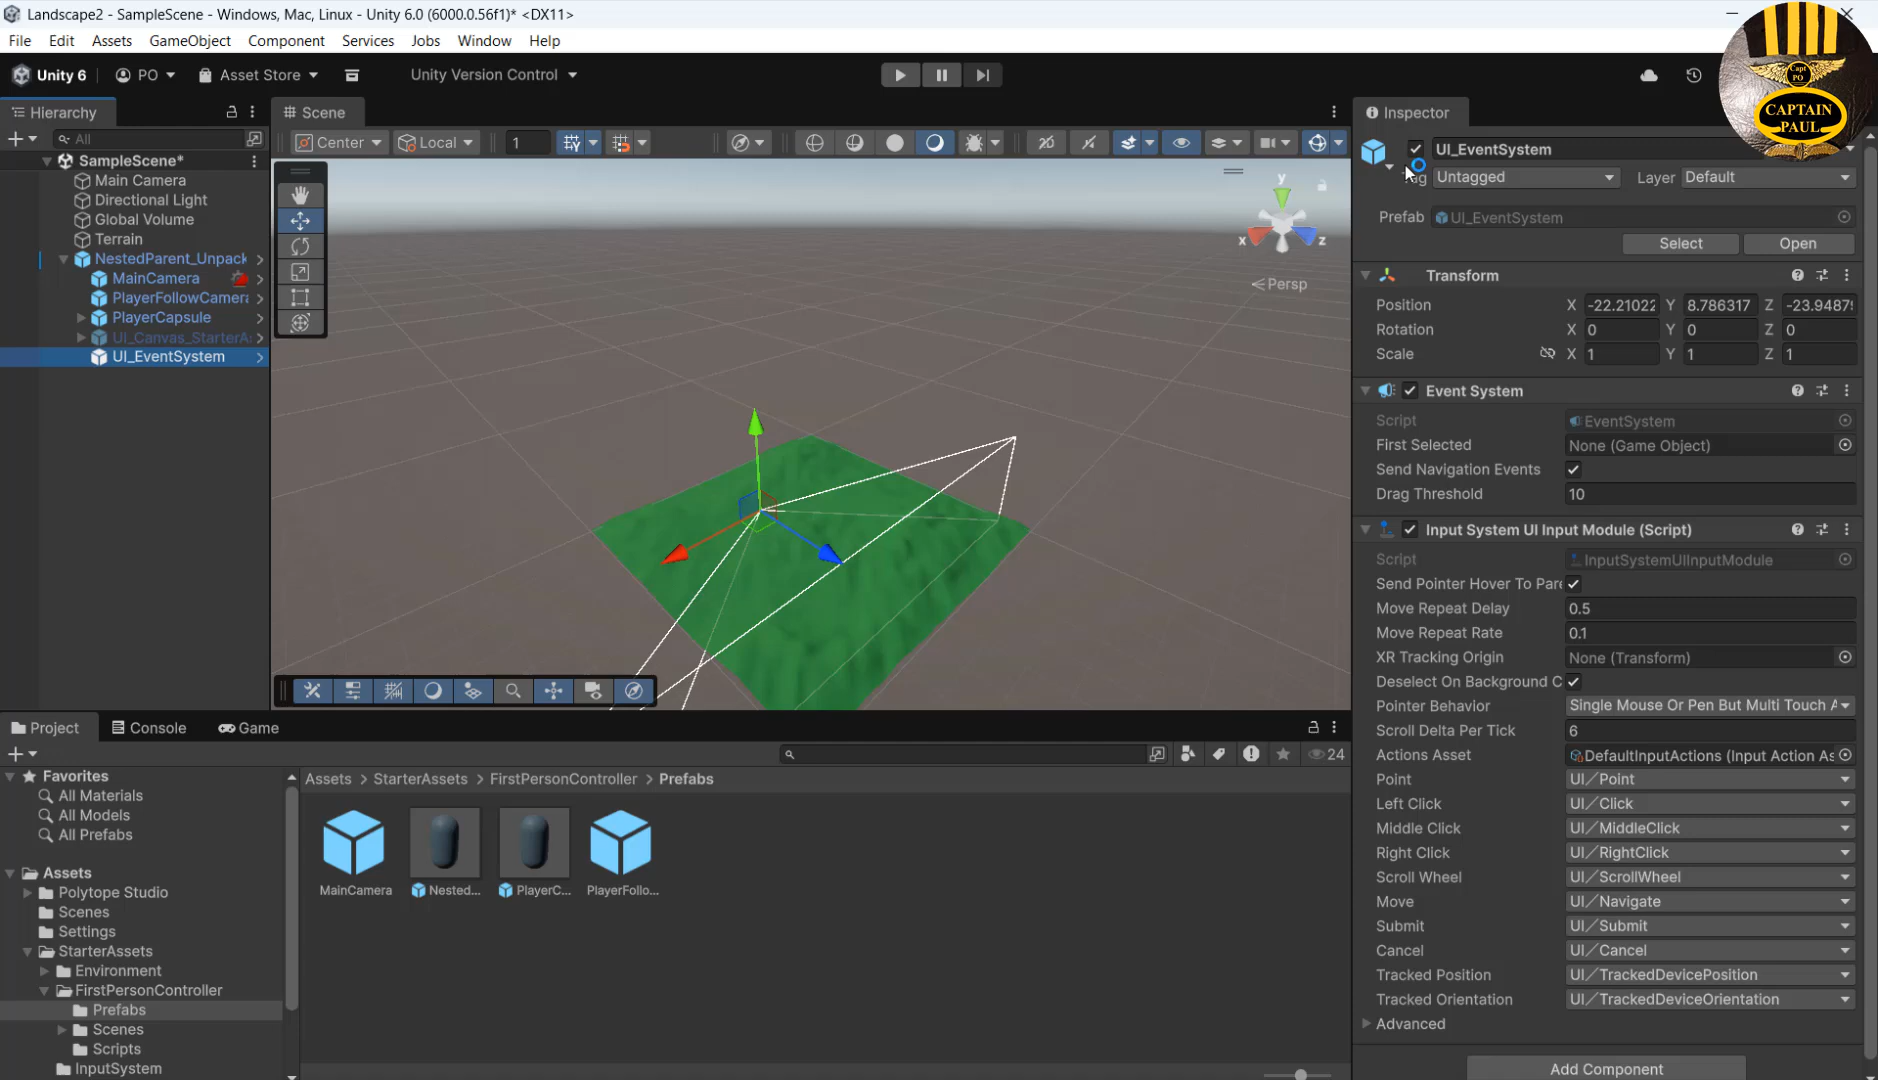 Landscape2 - SampleScene - Windows, Mac, Linux - Unity 6.0 (6000.0.56f1)* <DX11>
File Edit Assets GameObject Component Services Jobs Window Help
Unity 6 PO Asset Store Unity Version Control
Capt PO
CAPTAIN PAUL
Hierarchy
All
SampleScene*
Main Camera
Directional Light
Global Volume
Terrain
NestedParent_Unpack
MainCamera
PlayerFollowCamera
PlayerCapsule
UI_Canvas_StarterA
UI_EventSystem
Scene
Center Local 1
y
x z
Persp
Inspector
UI_EventSystem
Tag Untagged Layer Default
Prefab UI_EventSystem
Select Open
Transform
Position X -22.21022 Y 8.786317 Z -23.9487
Rotation X 0 Y 0 Z 0
Scale X 1 Y 1 Z 1
Event System
Script EventSystem
First Selected None (Game Object)
Send Navigation Events
Drag Threshold 10
Input System UI Input Module (Script)
Script InputSystemUIInputModule
Send Pointer Hover To Pare
Move Repeat Delay 0.5
Move Repeat Rate 0.1
XR Tracking Origin None (Transform)
Deselect On Background C
Pointer Behavior Single Mouse Or Pen But Multi Touch A
Scroll Delta Per Tick 6
Actions Asset DefaultInputActions (Input Action As
Point UI/Point
Left Click UI/Click
Middle Click UI/MiddleClick
Right Click UI/RightClick
Scroll Wheel UI/ScrollWheel
Move UI/Navigate
Submit UI/Submit
Cancel UI/Cancel
Tracked Position UI/TrackedDevicePosition
Tracked Orientation UI/TrackedDeviceOrientation
Advanced
Add Component
Project Console Game
24
Favorites
All Materials
All Models
All Prefabs
Assets
Polytope Studio
Scenes
Settings
StarterAssets
Environment
FirstPersonController
Prefabs
Scenes
Scripts
InputSystem
Assets > StarterAssets > FirstPersonController > Prefabs
MainCamera Nested... PlayerC... PlayerFollo...